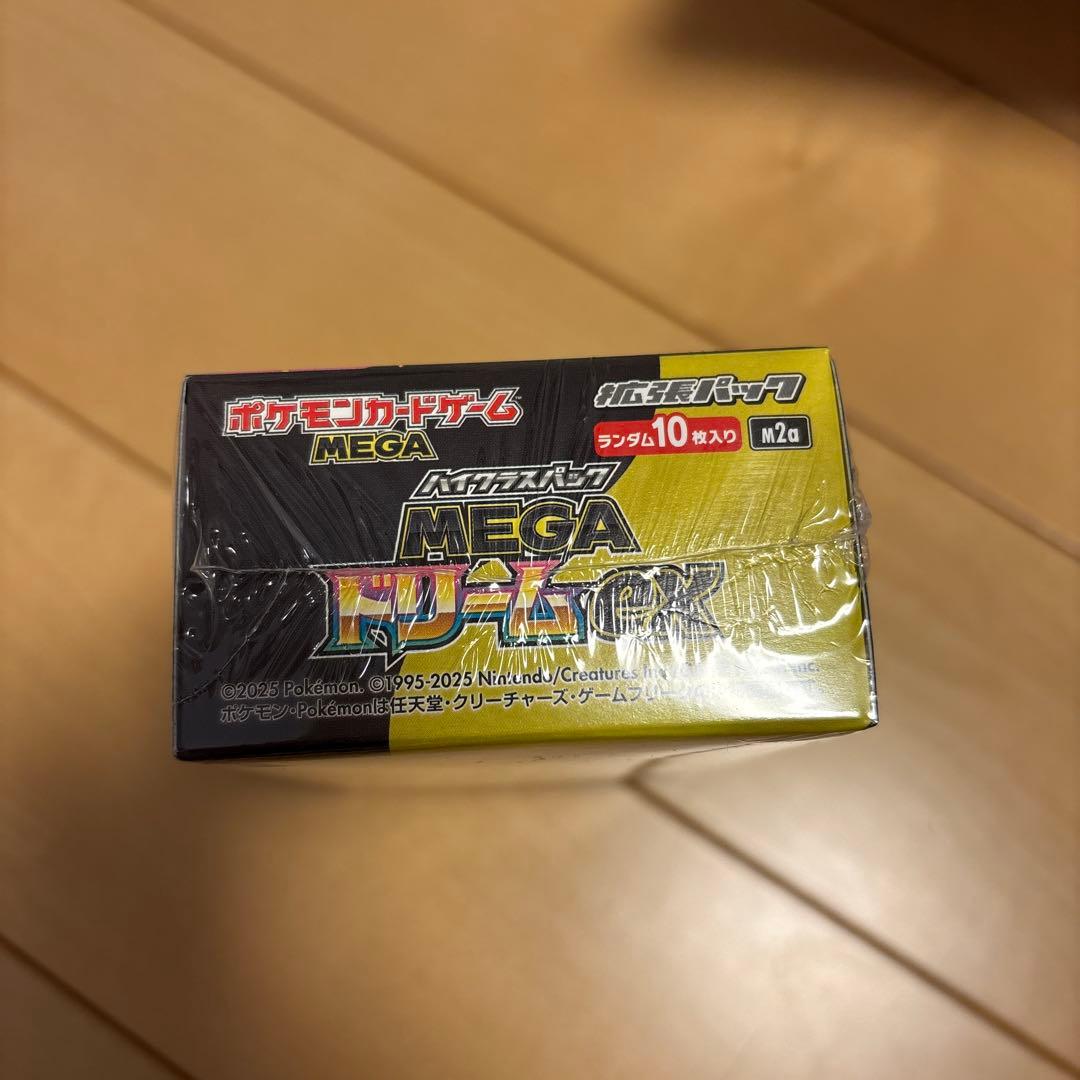 ポケモンカードゲーム
MEGA
拡張パック
ランダム10枚入り M2a
ハイクラスパック
MEGA
ドリームex
©2025 Pokémon. ©1995-2025 Nintendo/Creatures Inc. inc.
ポケモン・Pokémonは任天堂・クリーチャーズ・ゲームフリーク